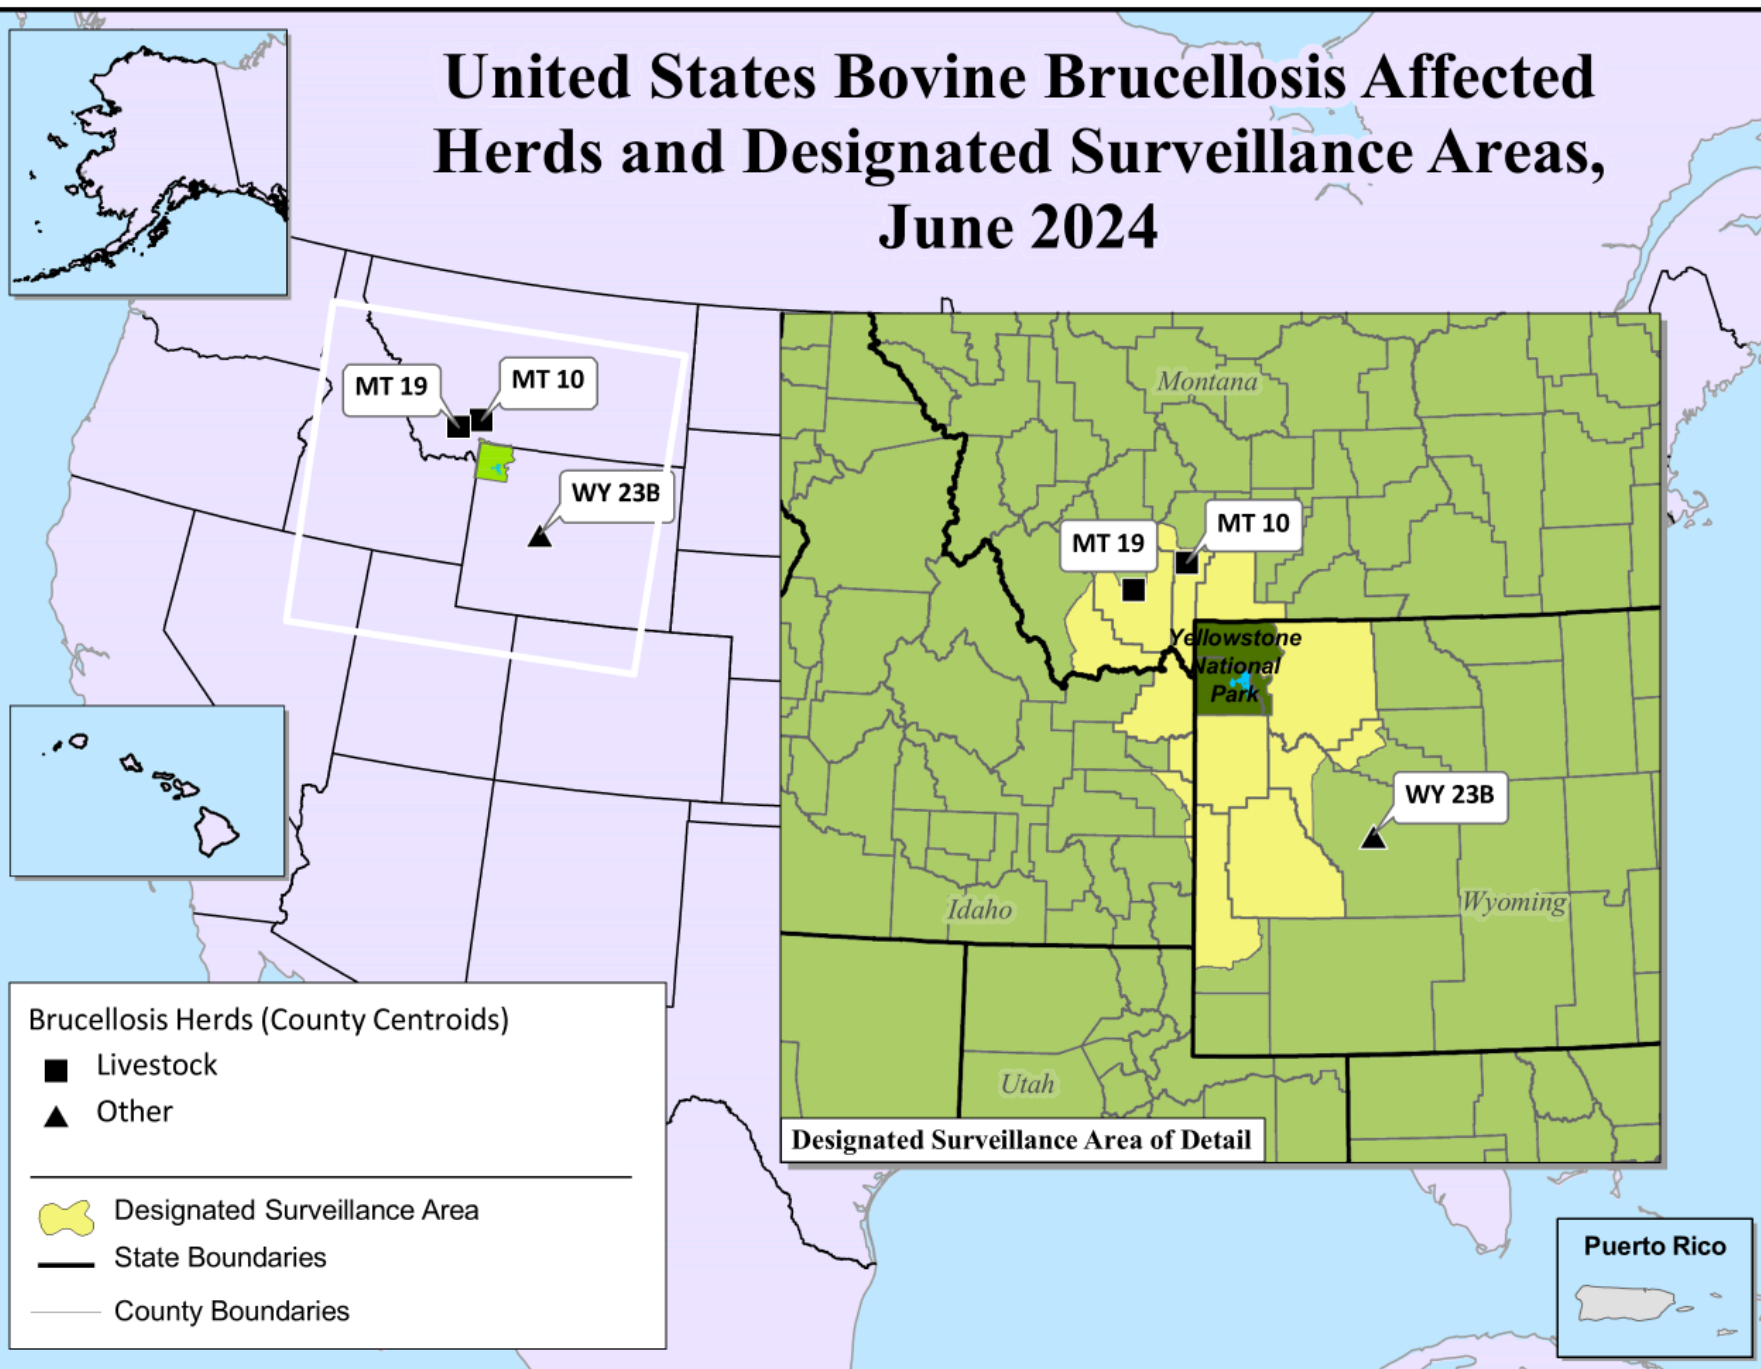 United States Bovine Brucellosis Affected
Herds and Designated Surveillance Areas,
June 2024
MT 19
MT 10
WY 23B
Montana
MT 10
MT 19
Yellowstone
National
Park
WY 23B
Idaho
Wyoming
Utah
Designated Surveillance Area of Detail
Brucellosis Herds (County Centroids)
Livestock
Other
Designated Surveillance Area
State Boundaries
County Boundaries
Puerto Rico